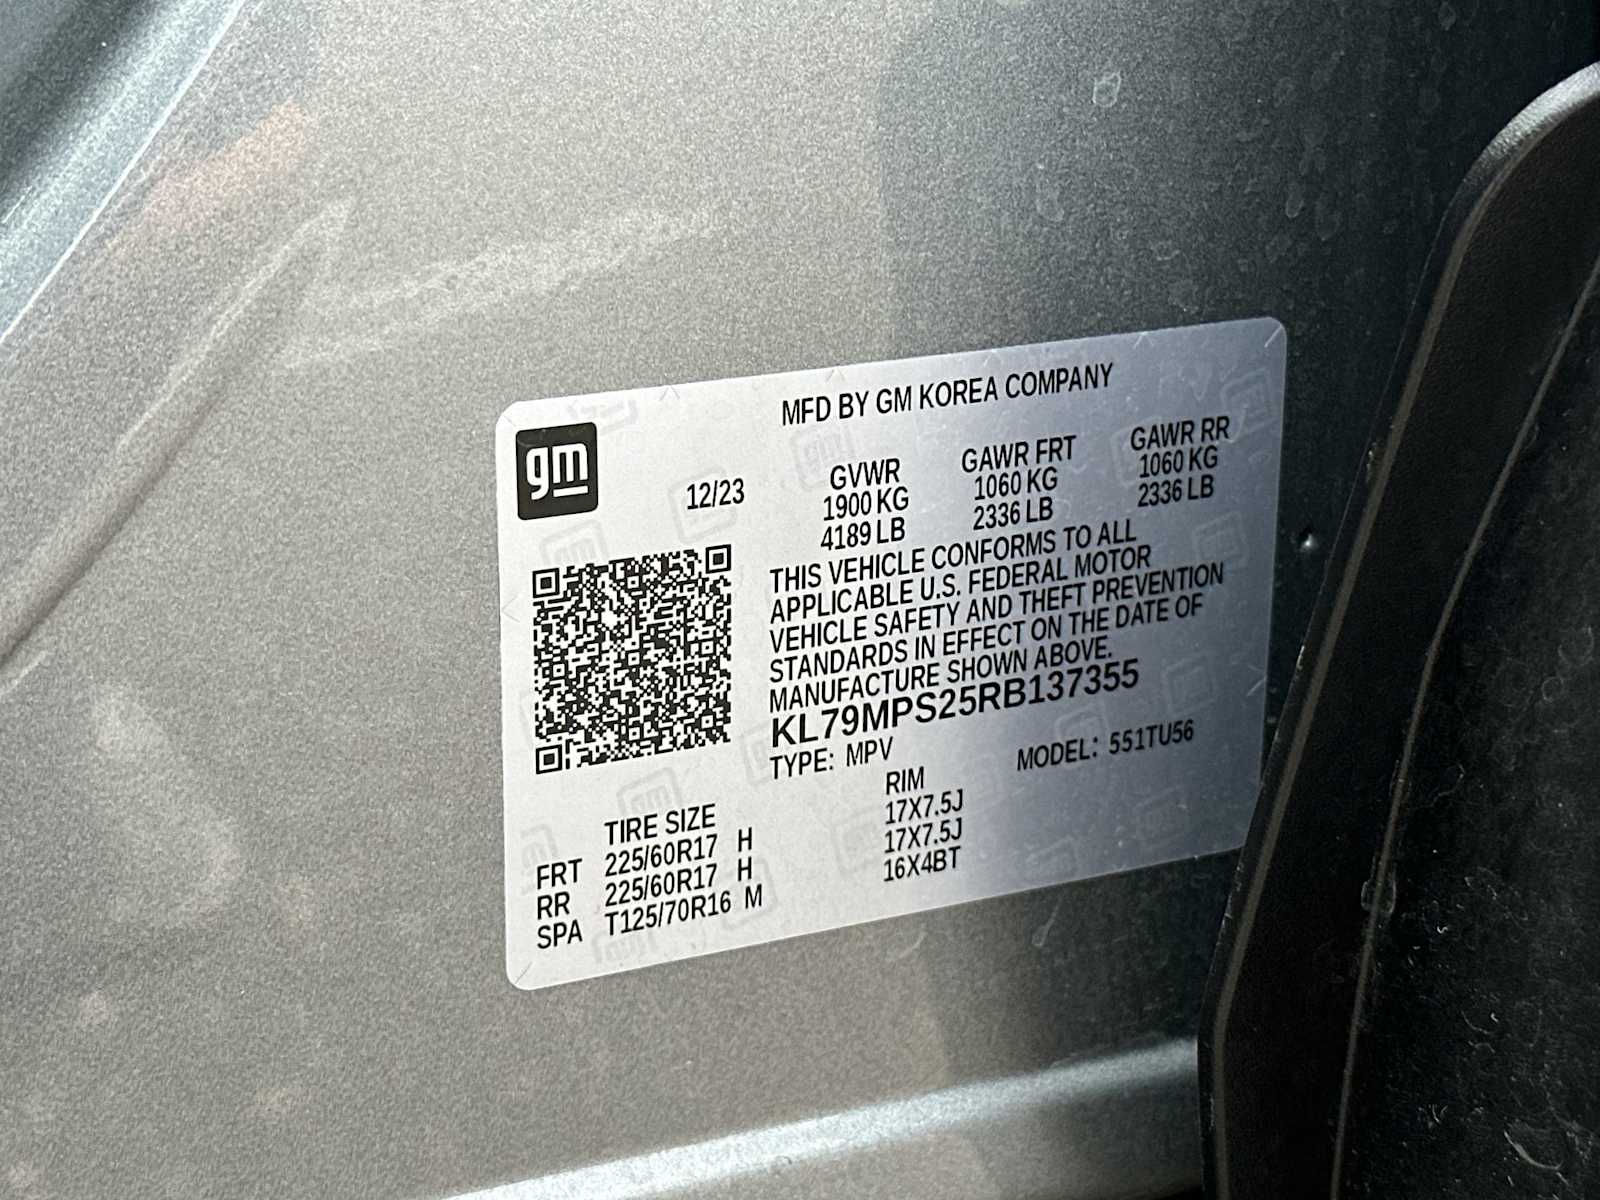 MFD BY GM KOREA COMPANY
gm
12/23
GVWR GAWR FRT GAWR RR
1900 KG 1060 KG 1060 KG
4189 LB 2336 LB 2336 LB
THIS VEHICLE CONFORMS TO ALL
APPLICABLE U.S. FEDERAL MOTOR
VEHICLE SAFETY AND THEFT PREVENTION
STANDARDS IN EFFECT ON THE DATE OF
MANUFACTURE SHOWN ABOVE.
KL79MPS25RB137355
TYPE: MPV MODEL: 551TU56
TIRE SIZE RIM
FRT 225/60R17 H 17X7.5J
RR 225/60R17 H 17X7.5J
SPA T125/70R16 M 16X4BT